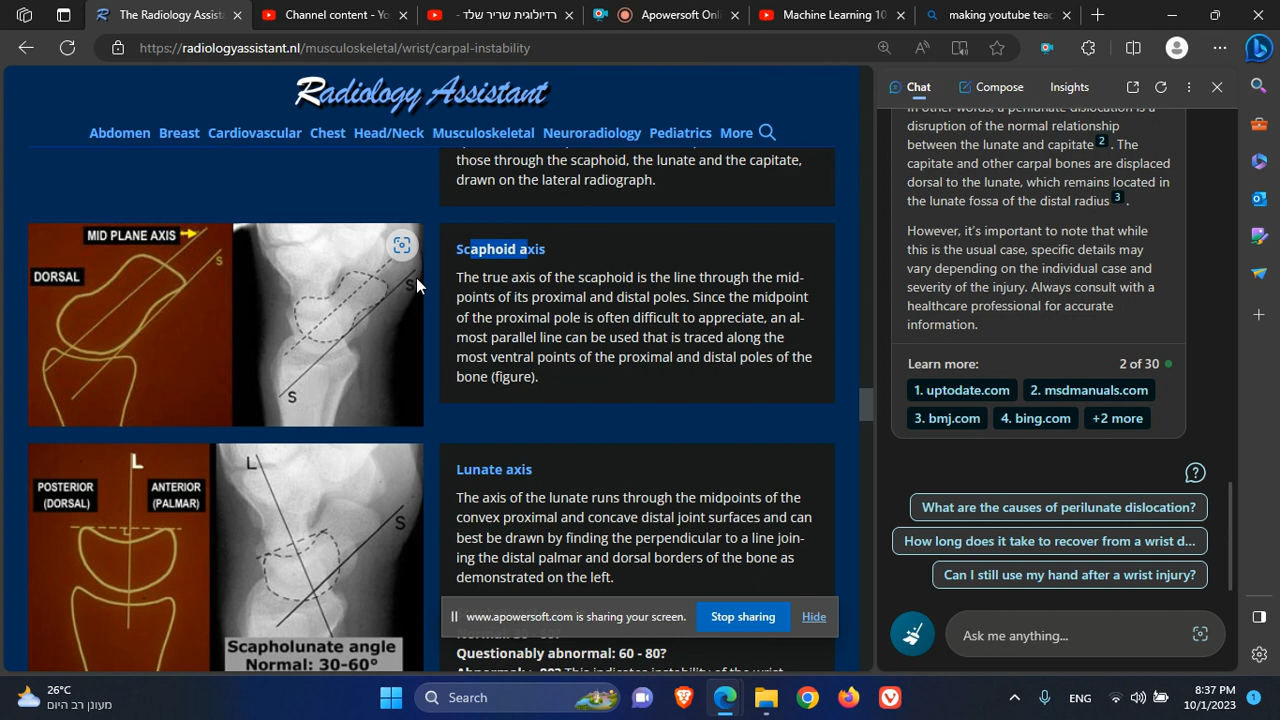 The Radiology Assist
Channel content - Yo
רדיולוגית שריר שלד -
Apowersoft Onl
Machine Learning 10
making youtube teac
https://radiologyassistant.nl/musculoskeletal/wrist/carpal-instability
Radiology Assistant
Abdomen Breast Cardiovascular Chest Head/Neck Musculoskeletal Neuroradiology Pediatrics More
those through the scaphoid, the lunate and the capitate,
drawn on the lateral radiograph.
MID PLANE AXIS
S
DORSAL
S
S
Scaphoid axis
The true axis of the scaphoid is the line through the mid-
points of its proximal and distal poles. Since the midpoint
of the proximal pole is often difficult to appreciate, an al-
most parallel line can be used that is traced along the
most ventral points of the proximal and distal poles of the
bone (figure).
L
POSTERIOR
(DORSAL)
ANTERIOR
(PALMAR)
L
S
Scapholunate angle
Normal: 30-60°
Lunate axis
The axis of the lunate runs through the midpoints of the
convex proximal and concave distal joint surfaces and can
best be drawn by finding the perpendicular to a line join-
ing the distal palmar and dorsal borders of the bone as
demonstrated on the left.
www.apowersoft.com is sharing your screen.
Stop sharing
Hide
Questionably abnormal: 60 - 80?
Chat
Compose
Insights
In other words, a perilunate dislocation is a
disruption of the normal relationship
between the lunate and capitate 2 . The
capitate and other carpal bones are displaced
dorsal to the lunate, which remains located in
the lunate fossa of the distal radius 3 .
However, it's important to note that while
this is the usual case, specific details may
vary depending on the individual case and
severity of the injury. Always consult with a
healthcare professional for accurate
information.
Learn more:
2 of 30
1. uptodate.com
2. msdmanuals.com
3. bmj.com
4. bing.com
+2 more
What are the causes of perilunate dislocation?
How long does it take to recover from a wrist d...
Can I still use my hand after a wrist injury?
Ask me anything...
26°C
מעונן רב היום
Search
ENG
8:37 PM
10/1/2023
1